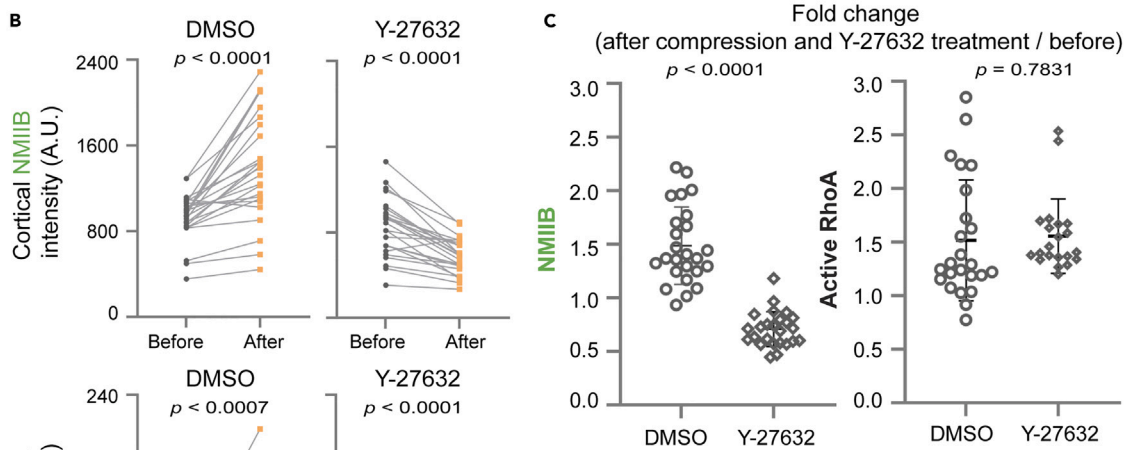 B
DMSO
p < 0.0001
Y-27632
p < 0.0001
Cortical NMIIB
intensity (A.U.)
2400
1600
800
0
Before
After
Before
After
DMSO
p < 0.0007
Y-27632
p < 0.0001
240
C
Fold change
(after compression and Y-27632 treatment / before)
p < 0.0001
NMIIB
3.0
2.5
2.0
1.5
1.0
0.5
0.0
DMSO
Y-27632
p = 0.7831
Active RhoA
3.0
2.5
2.0
1.5
1.0
0.5
0.0
DMSO
Y-27632